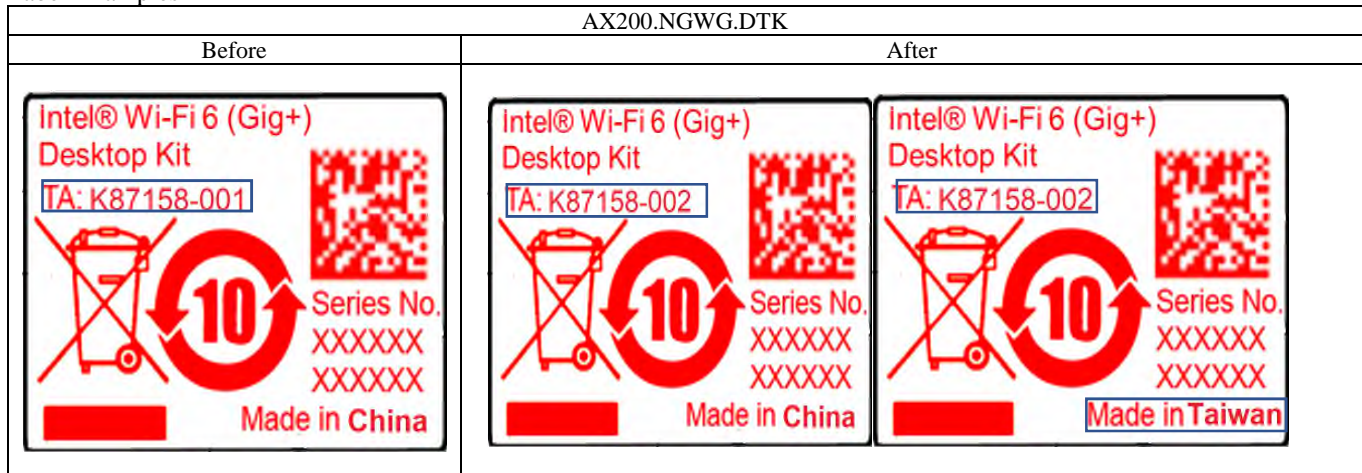 AX200.NGWG.DTK
Before
After
Intel® Wi-Fi 6 (Gig+)
Desktop Kit
TA: K87158-001
10
Series No.
XXXXXX
XXXXXX
Made in China
Intel® Wi-Fi 6 (Gig+)
Desktop Kit
TA: K87158-002
10
Series No.
XXXXXX
XXXXXX
Made in China
Intel® Wi-Fi 6 (Gig+)
Desktop Kit
TA: K87158-002
10
Series No.
XXXXXX
XXXXXX
Made in Taiwan